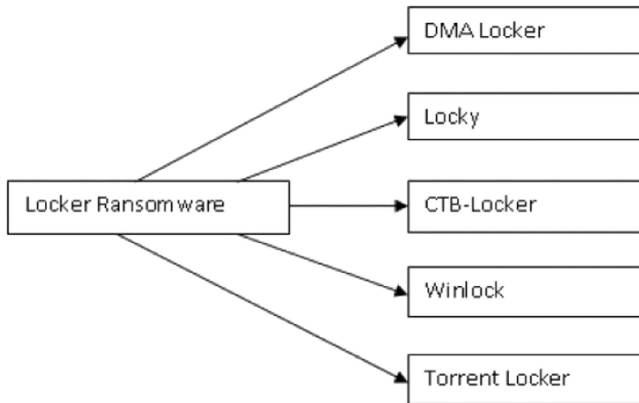 DMA Locker
Locky
Locker Ransomware
CTB-Locker
Winlock
Torrent Locker